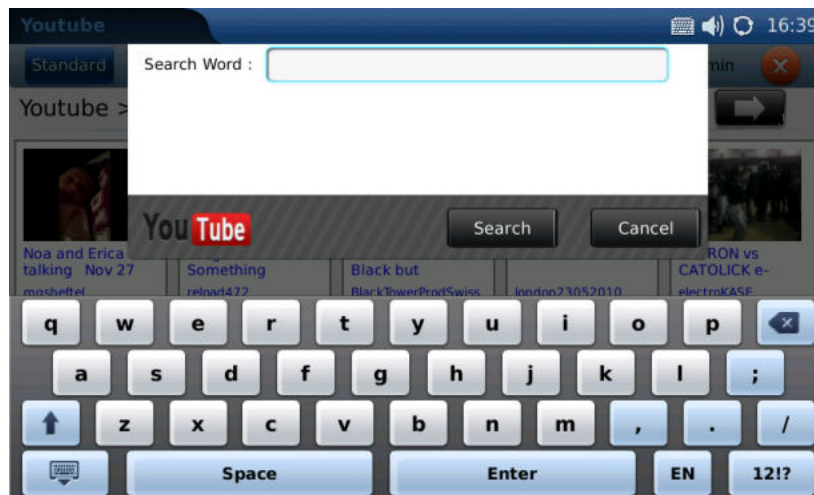 Youtube
16:39
Standard
Search Word :
min
Youtube >
YouTube
Search
Cancel
Noa and Erica
talking Nov 27
mgsheftel
Something
reload472
Black but
BlackTowerProdSwiss
london23052010
RON vs
CATOLICK e-
electroKASE
q w e r t y u i o p
a s d f g h j k l ;
z x c v b n m , . /
Space Enter EN 12!?